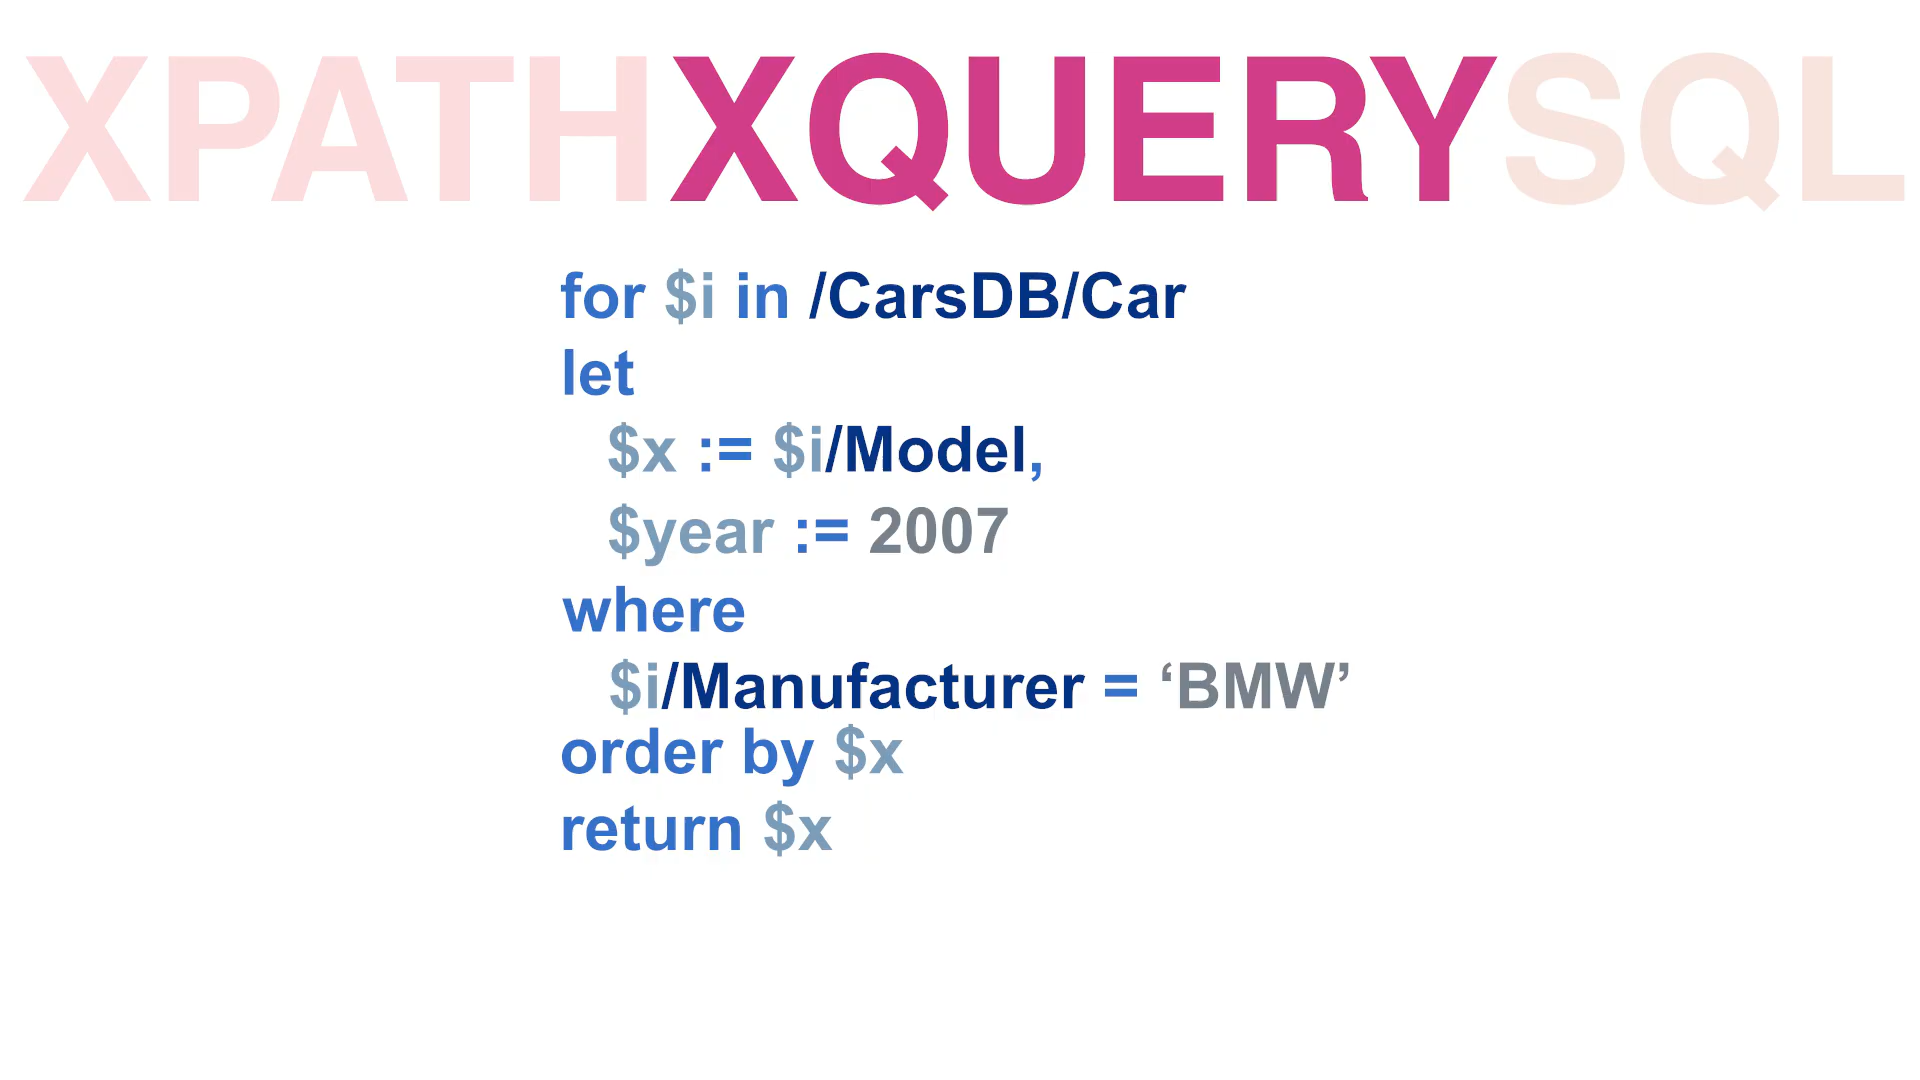 XPATHXQUERYSQL
for $i in /CarsDB/Car
let
$x := $i/Model,
$year := 2007
where
$i/Manufacturer = ‘BMW’
order by $x
return $x